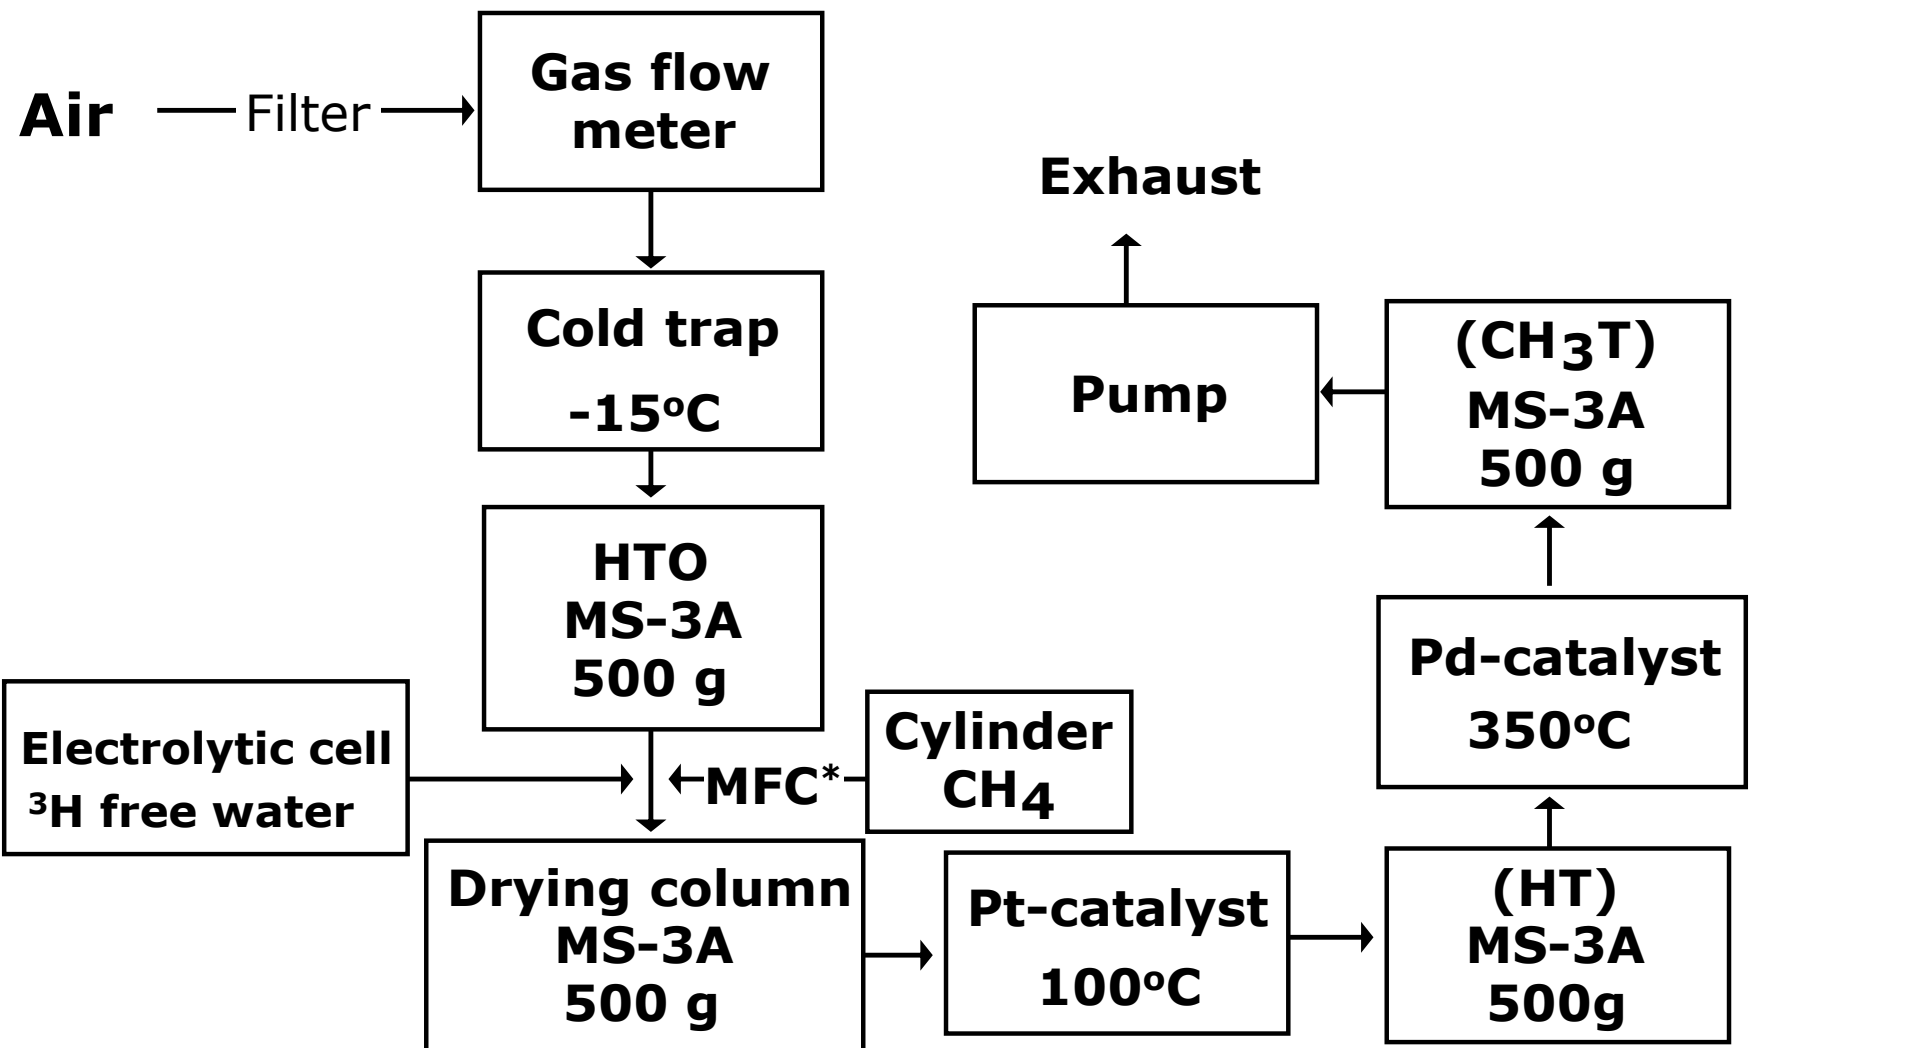 Air
Filter
Gas flow
meter
Cold trap
-15°C
HTO
MS-3A
500 g
Electrolytic cell
³H free water
MFC*
Cylinder
CH₄
Drying column
MS-3A
500 g
Pt-catalyst
100°C
(HT)
MS-3A
500g
Pd-catalyst
350°C
(CH₃T)
MS-3A
500 g
Pump
Exhaust